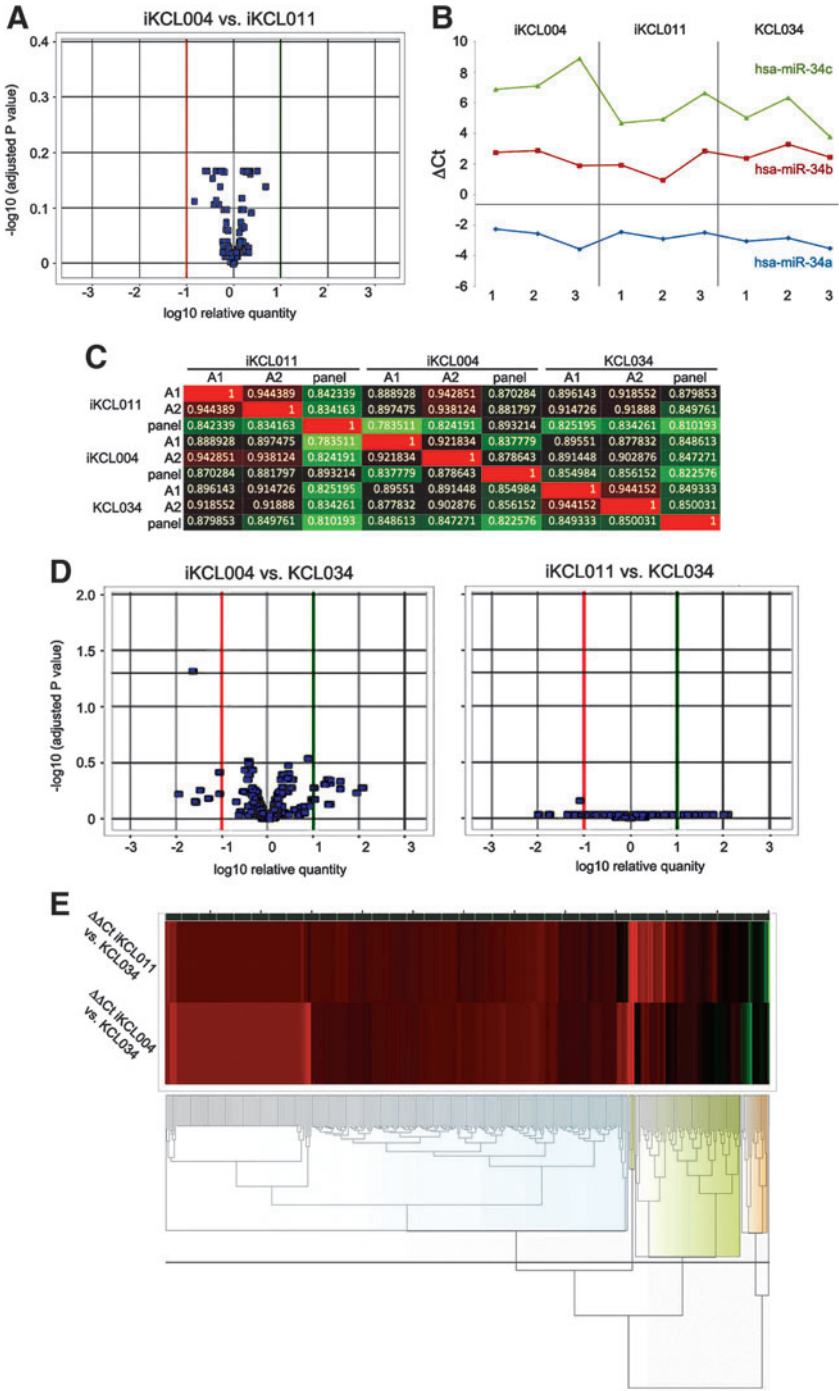 A
iKCL004 vs. iKCL011
0.4
0.3
0.2
0.1
0
-log10 (adjusted P value)
-3 -2 -1 0 1 2 3
log10 relative quantity
B
iKCL004 iKCL011 KCL034
10
8
6
4
2
0
-2
-4
-6
ΔCt
hsa-miR-34c
hsa-miR-34b
hsa-miR-34a
1 2 3 1 2 3 1 2 3
C
iKCL011 iKCL004 KCL034
A1 A2 panel A1 A2 panel A1 A2 panel
iKCL011
A1 1 0.944389 0.842339 0.888928 0.942851 0.870284 0.896143 0.918552 0.879853
A2 0.944389 1 0.834163 0.897475 0.938124 0.881797 0.914726 0.91888 0.849761
panel 0.842339 0.834163 1 0.783511 0.824191 0.893214 0.825195 0.834261 0.810193
iKCL004
A1 0.888928 0.897475 0.783511 1 0.921834 0.837779 0.89551 0.877832 0.848613
A2 0.942851 0.938124 0.824191 0.921834 1 0.878643 0.891448 0.902876 0.847271
panel 0.870284 0.881797 0.893214 0.837779 0.878643 1 0.854984 0.856152 0.822576
KCL034
A1 0.896143 0.914726 0.825195 0.89551 0.891448 0.854984 1 0.944152 0.849333
A2 0.918552 0.91888 0.834261 0.877832 0.902876 0.856152 0.944152 1 0.850031
panel 0.879853 0.849761 0.810193 0.848613 0.847271 0.822576 0.849333 0.850031 1
D
iKCL004 vs. KCL034
2.0
1.5
1.0
0.5
0
-log10 (adjusted P value)
-3 -2 -1 0 1 2 3
log10 relative quanity
iKCL011 vs. KCL034
-3 -2 -1 0 1 2 3
log10 relative quantity
E
ΔΔCt iKCL011
vs. KCL034
ΔΔCt iKCL004
vs. KCL034